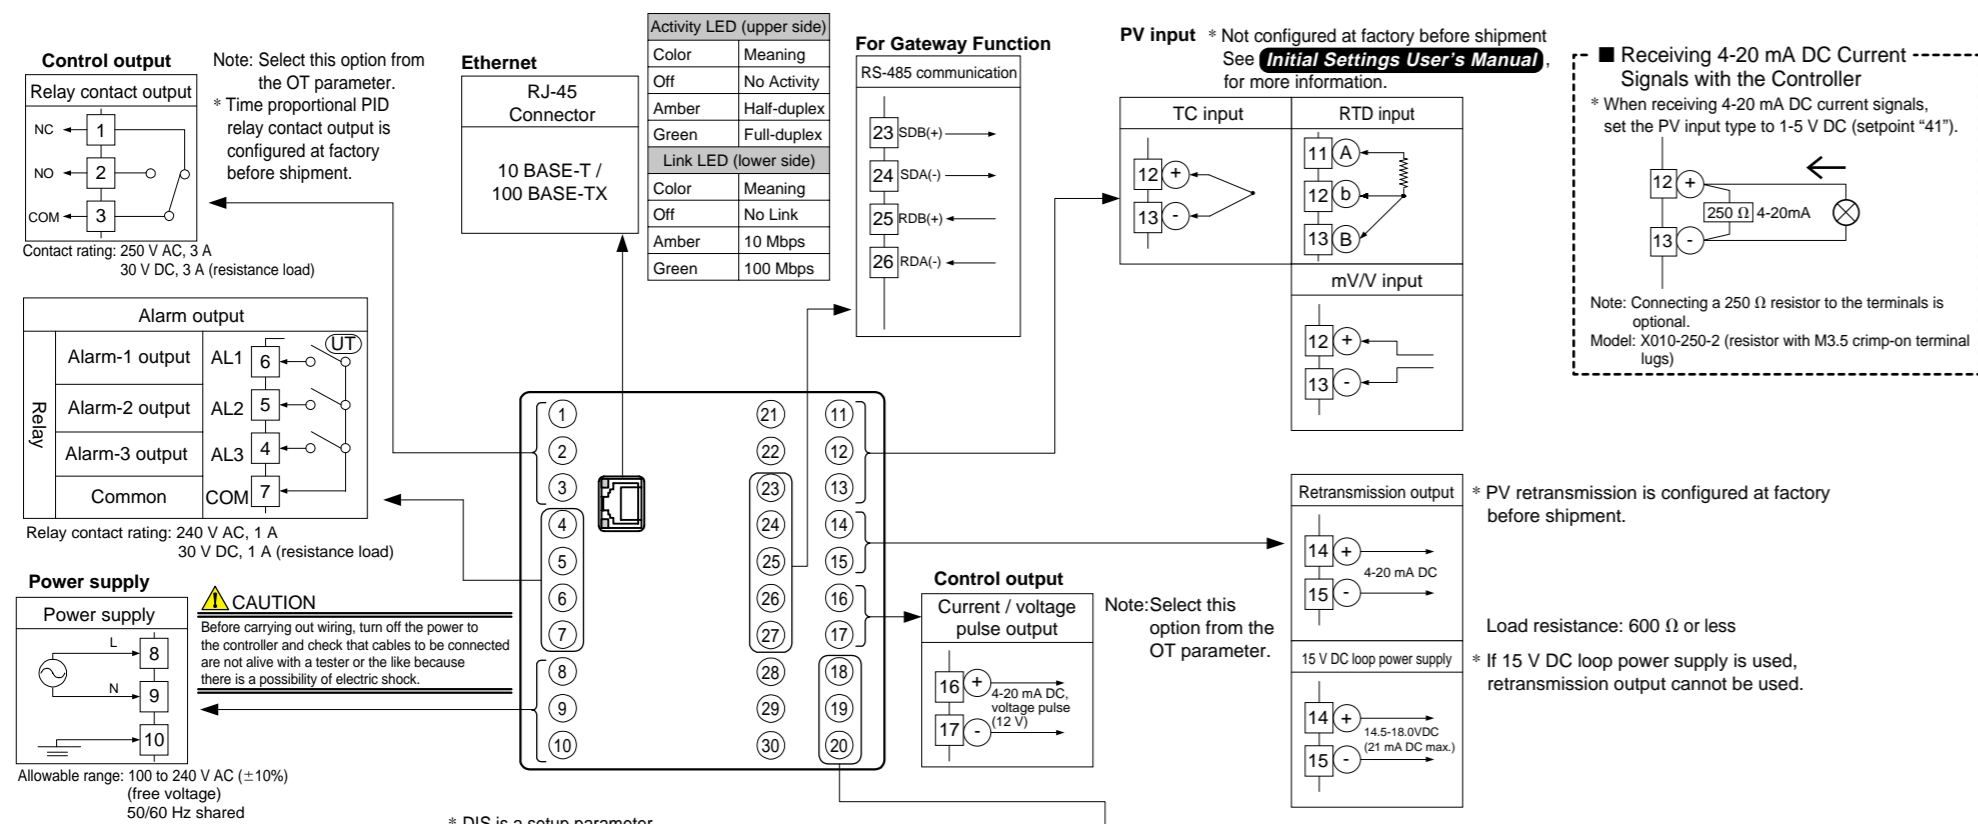 Control output
Relay contact output
NC
1
NO
2
COM
3
Contact rating: 250 V AC, 3 A
30 V DC, 3 A (resistance load)
Note: Select this option from
the OT parameter.
* Time proportional PID
relay contact output is
configured at factory
before shipment.
Ethernet
RJ-45
Connector
10 BASE-T /
100 BASE-TX
Activity LED (upper side)
Color Meaning
Off No Activity
Amber Half-duplex
Green Full-duplex
Link LED (lower side)
Color Meaning
Off No Link
Amber 10 Mbps
Green 100 Mbps
For Gateway Function
RS-485 communication
23 SDB(+)
24 SDA(-)
25 RDB(+)
26 RDA(-)
PV input * Not configured at factory before shipment
See Initial Settings User's Manual,
for more information.
TC input
12 +
13 -
RTD input
11 A
12 b
13 B
mV/V input
12 +
13 -
■ Receiving 4-20 mA DC Current
Signals with the Controller
* When receiving 4-20 mA DC current signals,
set the PV input type to 1-5 V DC (setpoint “41”).
12 +
250 Ω 4-20mA
13 -
Note: Connecting a 250 Ω resistor to the terminals is
optional.
Model: X010-250-2 (resistor with M3.5 crimp-on terminal
lugs)
Alarm output
Relay
UT
Alarm-1 output AL1 6
Alarm-2 output AL2 5
Alarm-3 output AL3 4
Common COM 7
Relay contact rating: 240 V AC, 1 A
30 V DC, 1 A (resistance load)
Power supply
Power supply
L 8
N 9
10
Allowable range: 100 to 240 V AC (±10%)
(free voltage)
50/60 Hz shared
CAUTION
Before carrying out wiring, turn off the power to
the controller and check that cables to be connected
are not alive with a tester or the like because
there is a possibility of electric shock.
1 21 11
2 22 12
3 23 13
4 24 14
5 25 15
6 26 16
7 27 17
8 28 18
9 29 19
10 30 20
Control output
Current / voltage
pulse output
16 +
4-20 mA DC,
voltage pulse
(12 V)
17 -
Note:Select this
option from the
OT parameter.
Retransmission output
14 +
4-20 mA DC
15 -
* PV retransmission is configured at factory
before shipment.
Load resistance: 600 Ω or less
15 V DC loop power supply
14 +
14.5-18.0VDC
(21 mA DC max.)
15 -
* If 15 V DC loop power supply is used,
retransmission output cannot be used.
* DIS is a setup parameter